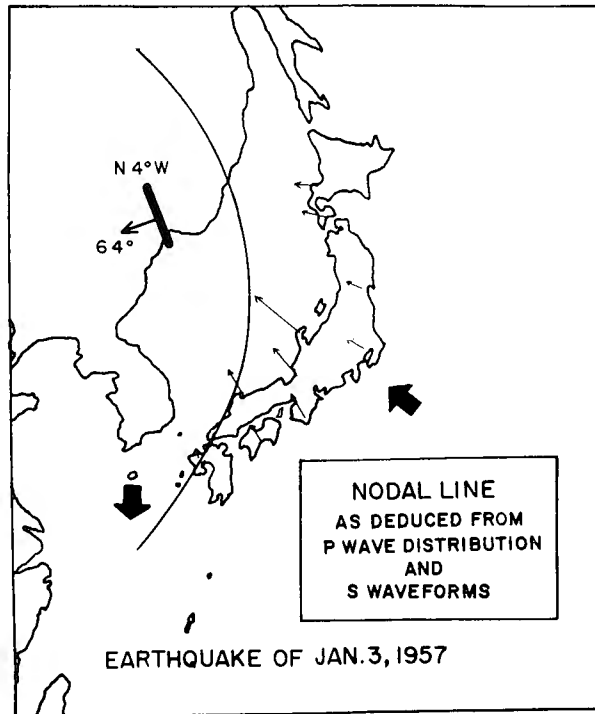 N 4° W
64°
NODAL LINE
AS DEDUCED FROM
P WAVE DISTRIBUTION
AND
S WAVEFORMS
EARTHQUAKE OF JAN. 3, 1957